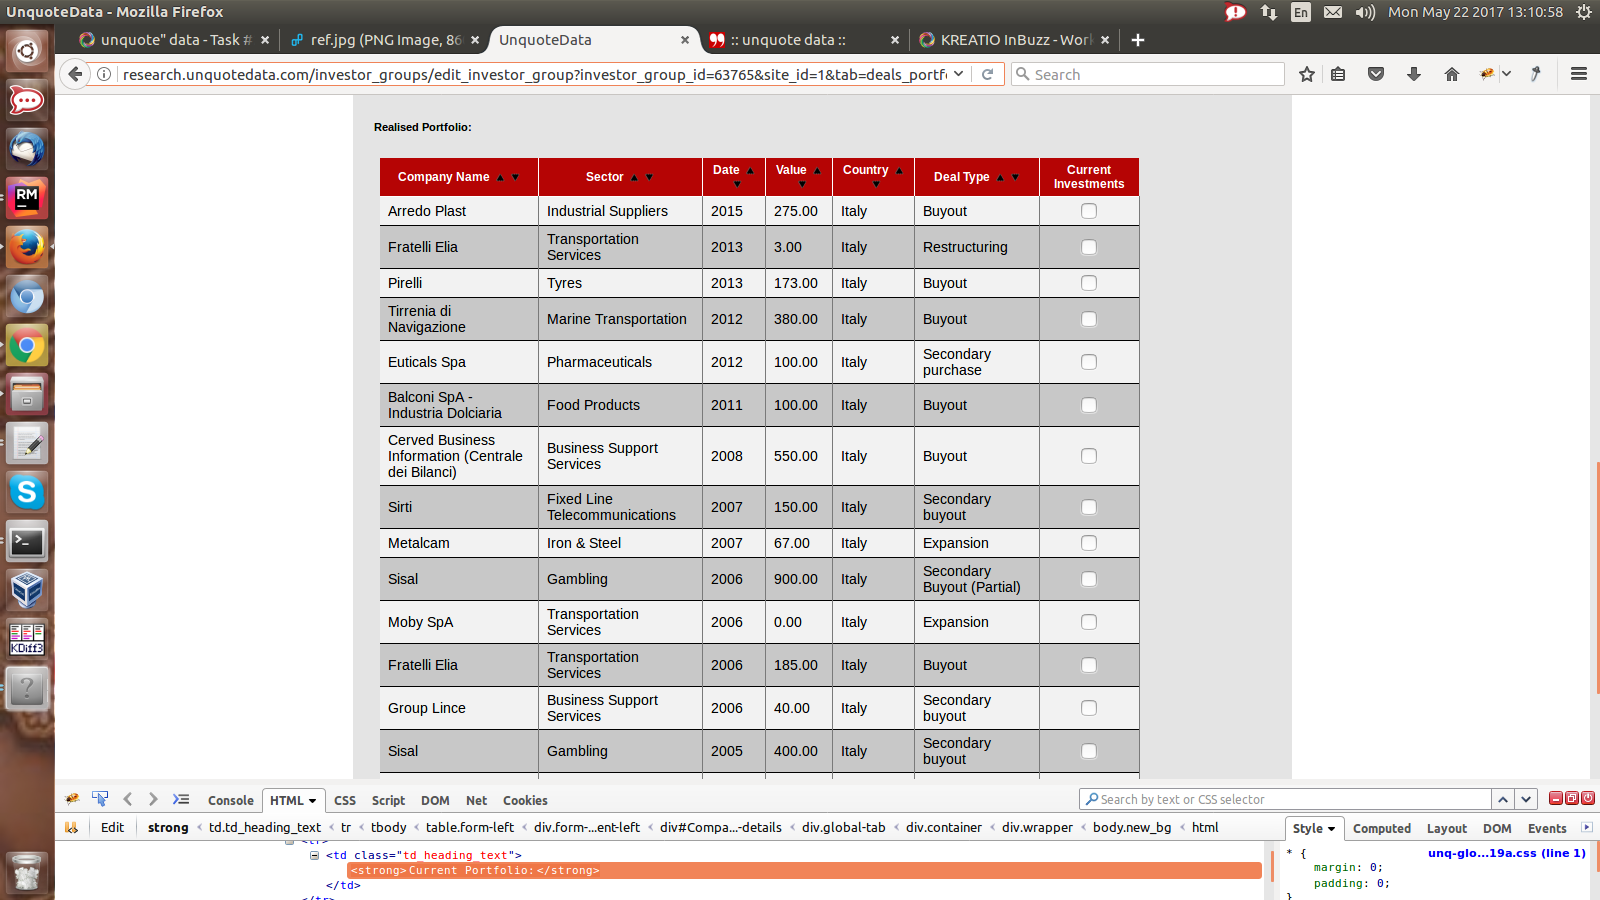 UnquoteData - Mozilla Firefox
En
Mon May 22 2017 13:10:58
unquote" data - Task #
ref.jpg (PNG Image, 86
UnquoteData
:: unquote data ::
KREATIO InBuzz - Wor
research.unquotedata.com/investor_groups/edit_investor_group?investor_group_id=63765&site_id=1&tab=deals_portf
Search
Realised Portfolio:
Company Name ▲ ▼ Sector ▲ ▼ Date ▲ ▼ Value ▲ ▼ Country ▲ ▼ Deal Type ▲ ▼ Current Investments
Arredo Plast Industrial Suppliers 2015 275.00 Italy Buyout
Fratelli Elia Transportation Services 2013 3.00 Italy Restructuring
Pirelli Tyres 2013 173.00 Italy Buyout
Tirrenia di Navigazione Marine Transportation 2012 380.00 Italy Buyout
Euticals Spa Pharmaceuticals 2012 100.00 Italy Secondary purchase
Balconi SpA - Industria Dolciaria Food Products 2011 100.00 Italy Buyout
Cerved Business Information (Centrale dei Bilanci) Business Support Services 2008 550.00 Italy Buyout
Sirti Fixed Line Telecommunications 2007 150.00 Italy Secondary buyout
Metalcam Iron & Steel 2007 67.00 Italy Expansion
Sisal Gambling 2006 900.00 Italy Secondary Buyout (Partial)
Moby SpA Transportation Services 2006 0.00 Italy Expansion
Fratelli Elia Transportation Services 2006 185.00 Italy Buyout
Group Lince Business Support Services 2006 40.00 Italy Secondary buyout
Sisal Gambling 2005 400.00 Italy Secondary buyout
RM
S
KDiff3
Console HTML CSS Script DOM Net Cookies
Search by text or CSS selector
Edit strong < td.td_heading_text < tr < tbody < table.form-left < div.form-...ent-left < div#Compa...-details < div.global-tab < div.container < div.wrapper < body.new_bg < html
Style Computed Layout DOM Events
<tr>
<td class="td_heading_text">
<strong>Current Portfolio:</strong>
</td>
</tr>
* { unq-glo...19a.css (line 1)
margin: 0;
padding: 0;
}